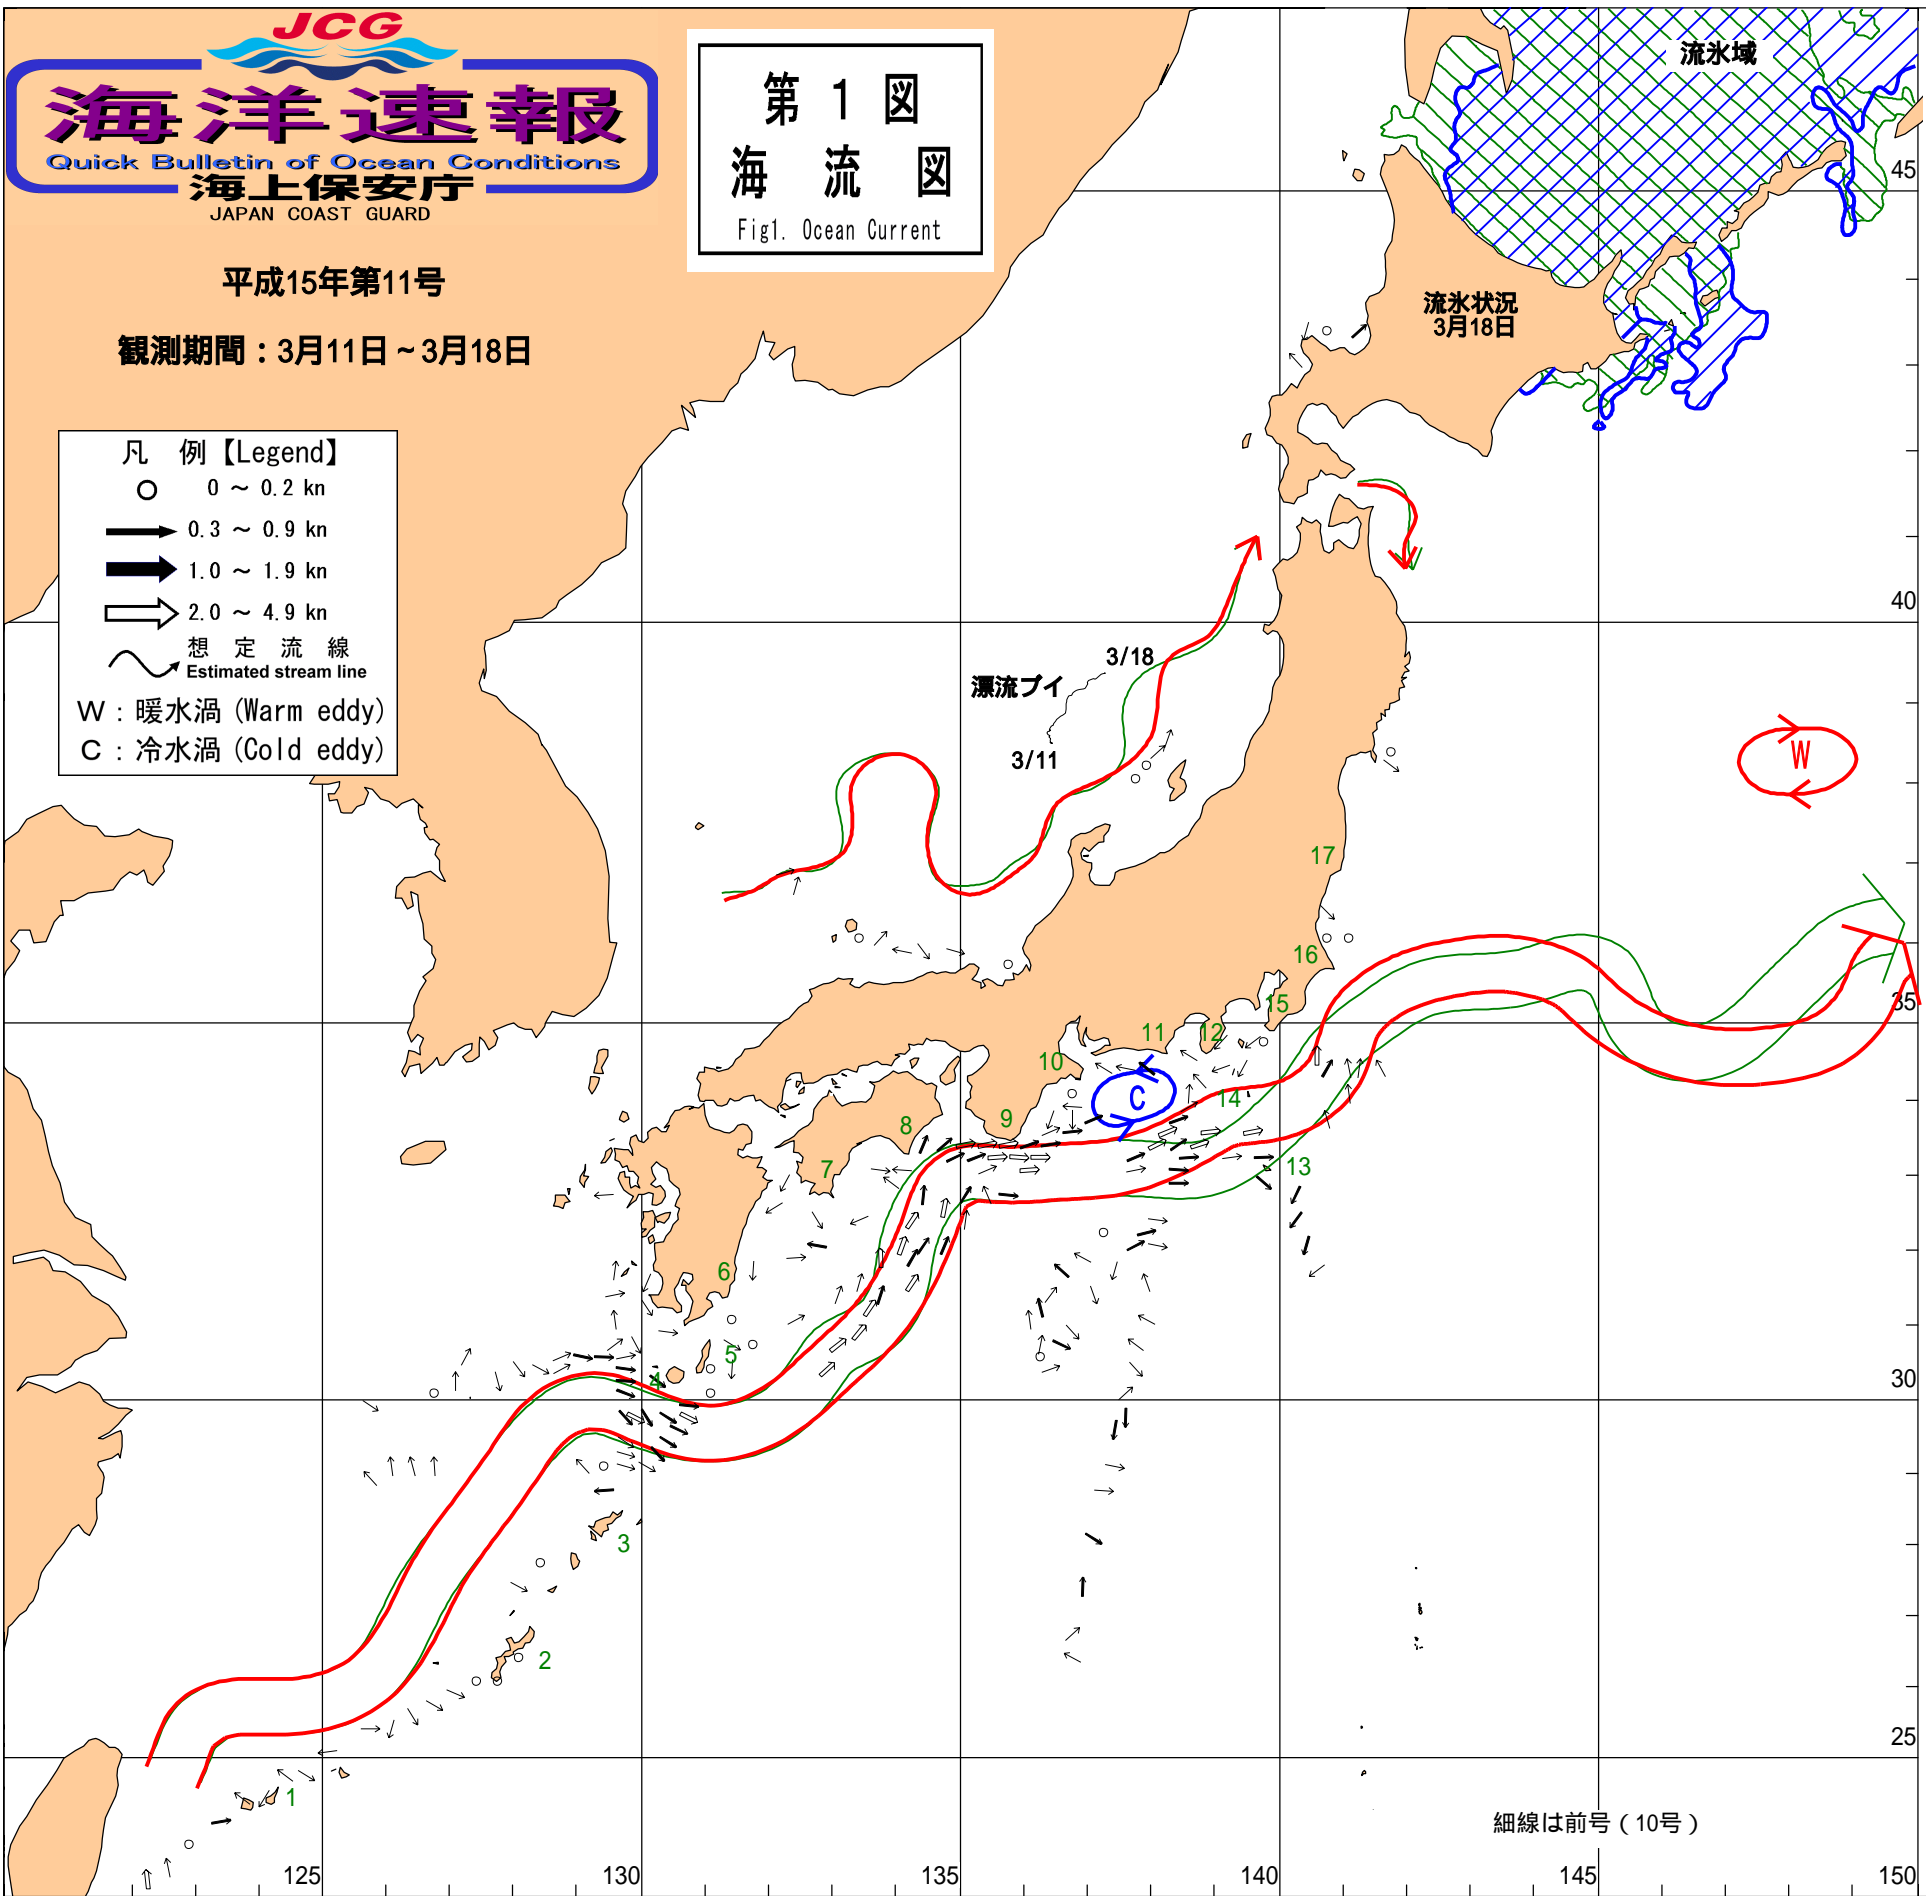 JCG
海洋速報
Quick Bulletin of Ocean Conditions
海上保安庁
JAPAN COAST GUARD
平成15年第11号
観測期間：3月11日～3月18日
第 1 図
海 流 図
Fig1. Ocean Current
凡 例【Legend】
0 ～ 0.2 kn
0.3 ～ 0.9 kn
1.0 ～ 1.9 kn
2.0 ～ 4.9 kn
想 定 流 線
Estimated stream line
W：暖水渦 (Warm eddy)
C：冷水渦 (Cold eddy)
流氷域
流氷状況
3月18日
45
40
35
30
25
3/18
漂流ブイ
3/11
W
C
17
16
15
14
13
12
11
10
9
8
7
6
5
4
3
2
1
細線は前号（10号）
125
130
135
140
145
150